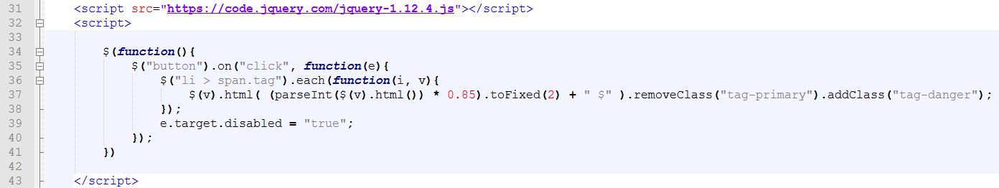 31 <script src="https://code.jquery.com/jquery-1.12.4.js"></script>
32 <script>
33
34 $(function(){
35 $("button").on("click", function(e){
36 $("li > span.tag").each(function(i, v){
37 $(v).html( (parseInt($(v).html()) * 0.85).toFixed(2) + " $" ).removeClass("tag-primary").addClass("tag-danger");
38 });
39 e.target.disabled = "true";
40 });
41 })
42
43 </script>